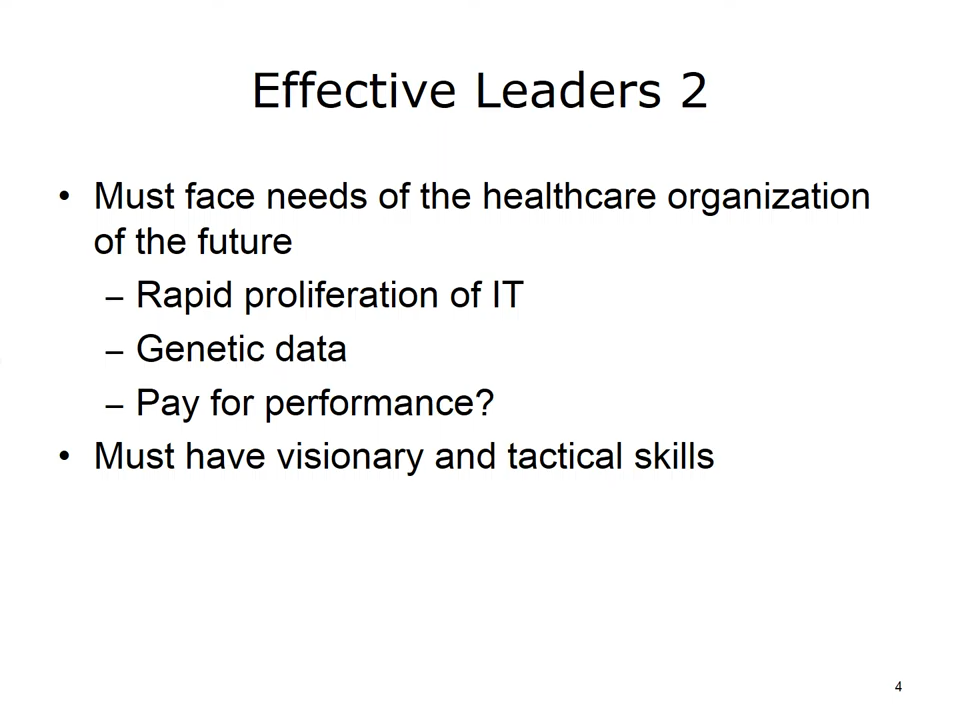 Effective Leaders 2
• Must face needs of the healthcare organization
of the future
– Rapid proliferation of IT
– Genetic data
– Pay for performance?
• Must have visionary and tactical skills
4